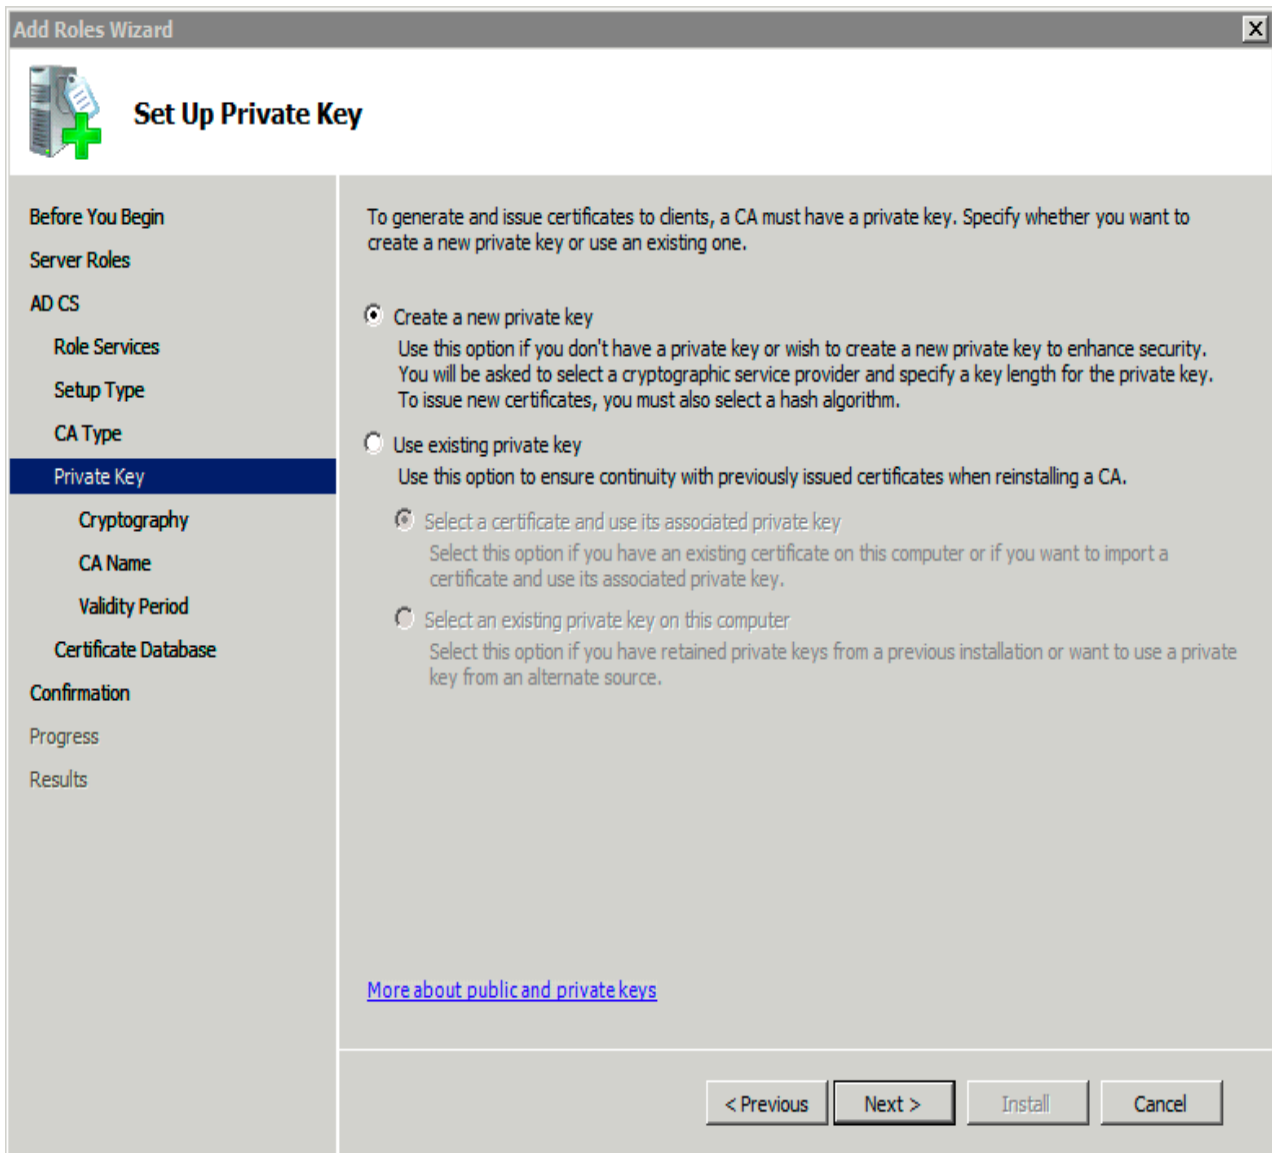 Add Roles Wizard
Set Up Private Key
Before You Begin
Server Roles
AD CS
Role Services
Setup Type
CA Type
Private Key
Cryptography
CA Name
Validity Period
Certificate Database
Confirmation
Progress
Results
To generate and issue certificates to clients, a CA must have a private key. Specify whether you want to
create a new private key or use an existing one.
Create a new private key
Use this option if you don't have a private key or wish to create a new private key to enhance security.
You will be asked to select a cryptographic service provider and specify a key length for the private key.
To issue new certificates, you must also select a hash algorithm.
Use existing private key
Use this option to ensure continuity with previously issued certificates when reinstalling a CA.
Select a certificate and use its associated private key
Select this option if you have an existing certificate on this computer or if you want to import a
certificate and use its associated private key.
Select an existing private key on this computer
Select this option if you have retained private keys from a previous installation or want to use a private
key from an alternate source.
More about public and private keys
< Previous
Next >
Install
Cancel